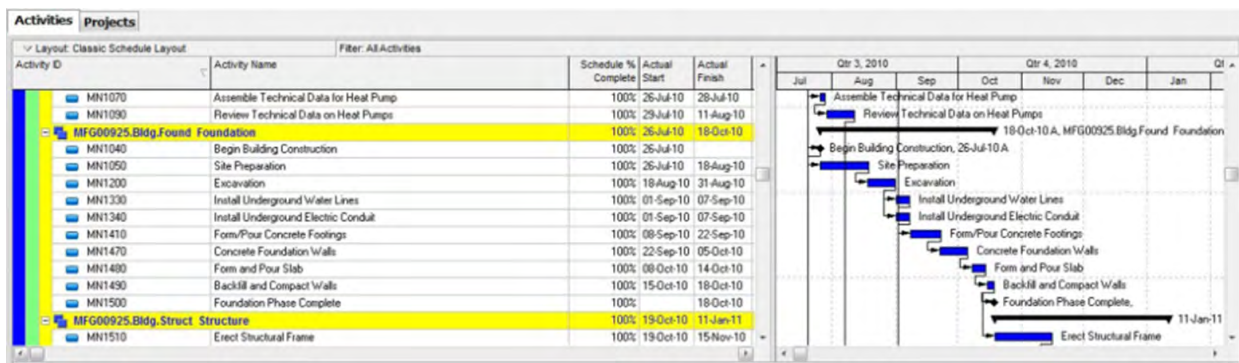 Activities Projects
Layout: Classic Schedule Layout Filter: All Activities
Activity ID Activity Name Schedule % Complete Actual Start Actual Finish Qtr 3, 2010 Qtr 4, 2010
Jul Aug Sep Oct Nov Dec Jan
MN1070 Assemble Technical Data for Heat Pump 100% 26-Jul-10 28-Jul-10 Assemble Technical Data for Heat Pump
MN1090 Review Technical Data on Heat Pumps 100% 29-Jul-10 11-Aug-10 Review Technical Data on Heat Pumps
MFG00925.Bldg.Found Foundation 100% 26-Jul-10 18-Oct-10 18-Oct-10 A, MFG00925.Bldg.Found Foundation
MN1040 Begin Building Construction 100% 26-Jul-10 Begin Building Construction, 26-Jul-10 A
MN1050 Site Preparation 100% 26-Jul-10 18-Aug-10 Site Preparation
MN1200 Excavation 100% 18-Aug-10 31-Aug-10 Excavation
MN1330 Install Underground Water Lines 100% 01-Sep-10 07-Sep-10 Install Underground Water Lines
MN1340 Install Underground Electric Conduit 100% 01-Sep-10 07-Sep-10 Install Underground Electric Conduit
MN1410 Form/Pour Concrete Footings 100% 08-Sep-10 22-Sep-10 Form/Pour Concrete Footings
MN1470 Concrete Foundation Walls 100% 22-Sep-10 05-Oct-10 Concrete Foundation Walls
MN1480 Form and Pour Slab 100% 08-Oct-10 14-Oct-10 Form and Pour Slab
MN1490 Backfill and Compact Walls 100% 15-Oct-10 18-Oct-10 Backfill and Compact Walls
MN1500 Foundation Phase Complete 100% 18-Oct-10 Foundation Phase Complete,
MFG00925.Bldg.Struct Structure 100% 19-Oct-10 11-Jan-11 11-Jan-11
MN1510 Erect Structural Frame 100% 19-Oct-10 15-Nov-10 Erect Structural Frame